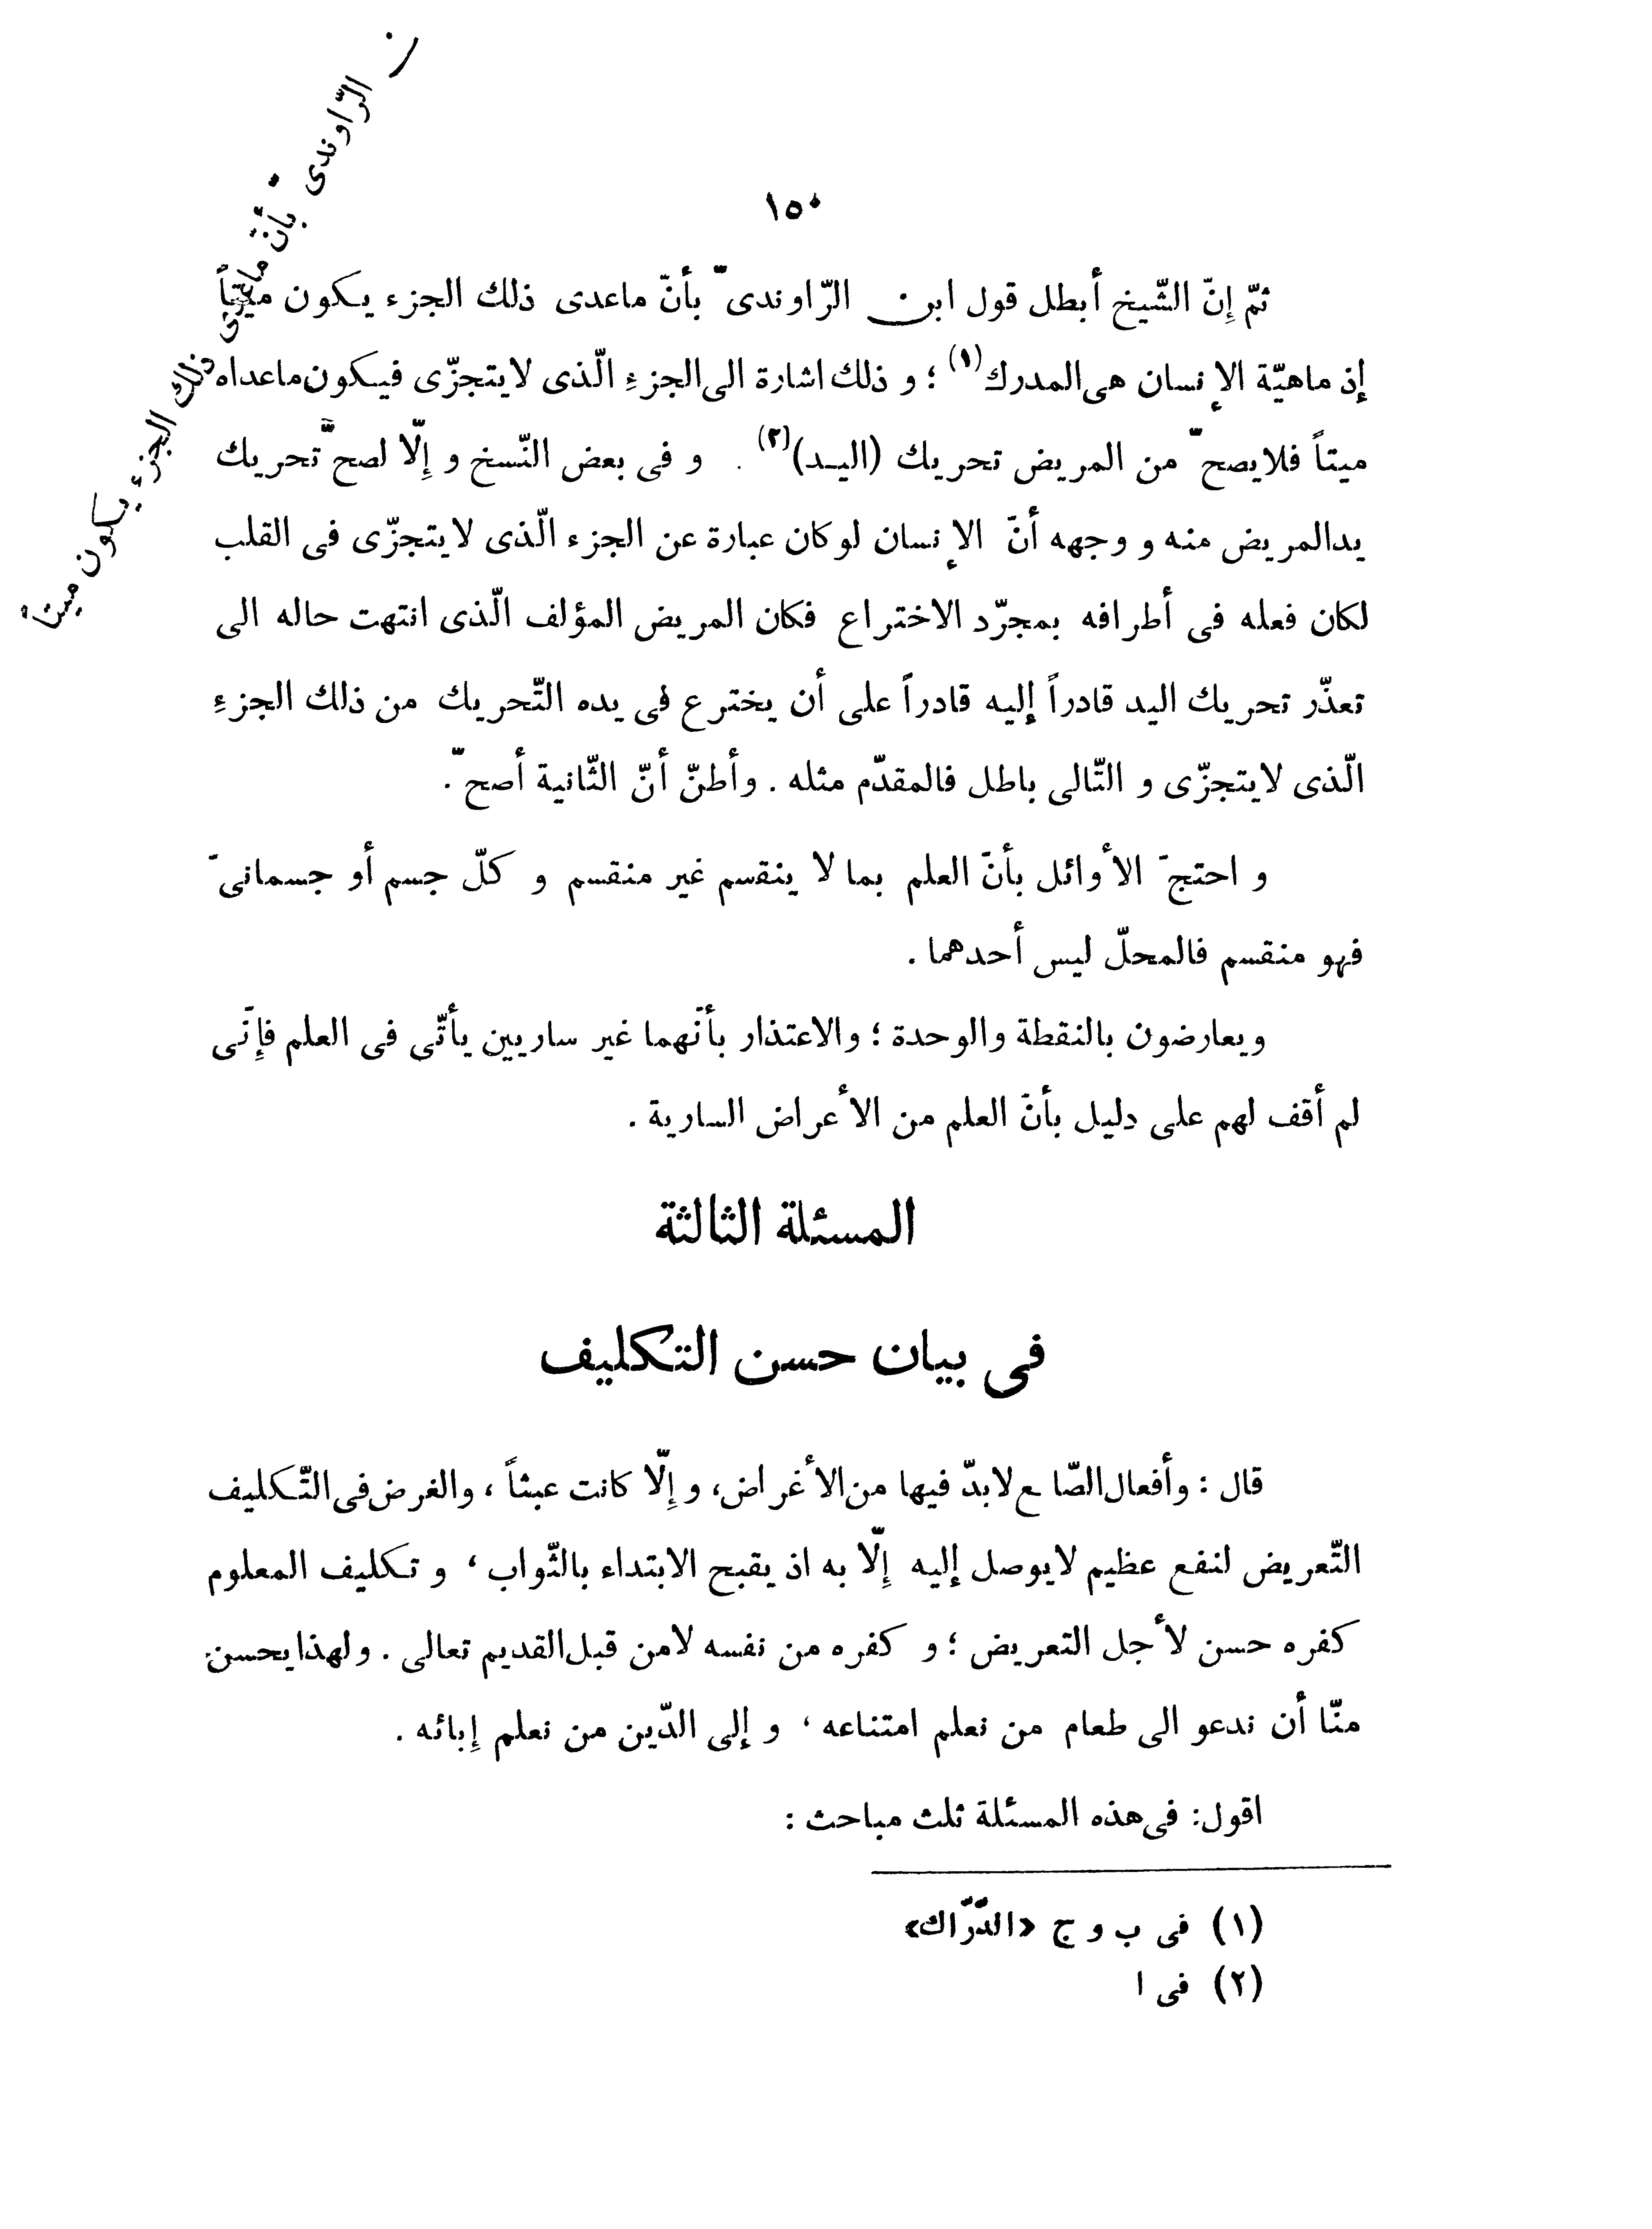 ن الرّاوندى بأنّ ماعدى ذلك الجزء يكون ميتاً
١٥٠
ثمّ إِنّ الشّيخ أبطل قول ابن الرّاوندىّ بأنّ ماعدى ذلك الجزء يكون ميّتاً
إذ ماهيّة الإنسان هى المدرك(١) ؛ و ذلك اشارة الى الجزءِ الّذى لايتجزّى فيكون ماعداه
ميتاً فلايصحّ من المريض تحريك (اليد)(٢) . و فى بعض النّسخ و إِلّا لصحّ تحريك
يدالمريض منه و وجهه أنّ الإنسان لوكان عبارة عن الجزء الّذى لايتجزّى فى القلب
لكان فعله فى أطرافه بمجرّد الاختراع فكان المريض المؤلف الّذى انتهت حاله الى
تعذّر تحريك اليد قادراً إليه قادراً على أن يخترع فى يده التّحريك من ذلك الجزءِ
الّذى لايتجزّى و التّالى باطل فالمقدّم مثله . وأطنّ أنّ الثّانية أصحّ .
و احتجّ الأوائل بأنّ العلم بما لا ينقسم غير منقسم و كلّ جسم أو جسمانىّ
فهو منقسم فالمحلّ ليس أحدهما .
ويعارضون بالنقطة والوحدة ؛ والاعتذار بأنّهما غير ساريين يأتّى فى العلم فإِنّى
لم أقف لهم على دليل بأنّ العلم من الأعراض السارية .
المسئلة الثالثة
فى بيان حسن التكليف
قال : وأفعال الصّانع لابدّ فيها من الأغراض، و إِلّا كانت عبثاً ، والغرض فى التّكليف
التّعريض لنفع عظيم لايوصل إليه إِلّا به اذ يقبح الابتداء بالثّواب ، و تكليف المعلوم
كفره حسن لأجل التعريض ؛ و كفره من نفسه لامن قبل القديم تعالى . ولهذا يحسن
منّا أن ندعو الى طعام من نعلم امتناعه ، و إلى الدّين من نعلم إِبائه .
اقول: فى هذه المسئلة ثلث مباحث :
(١) فى ب و ج «الدّرّاك»
(٢) فى ا